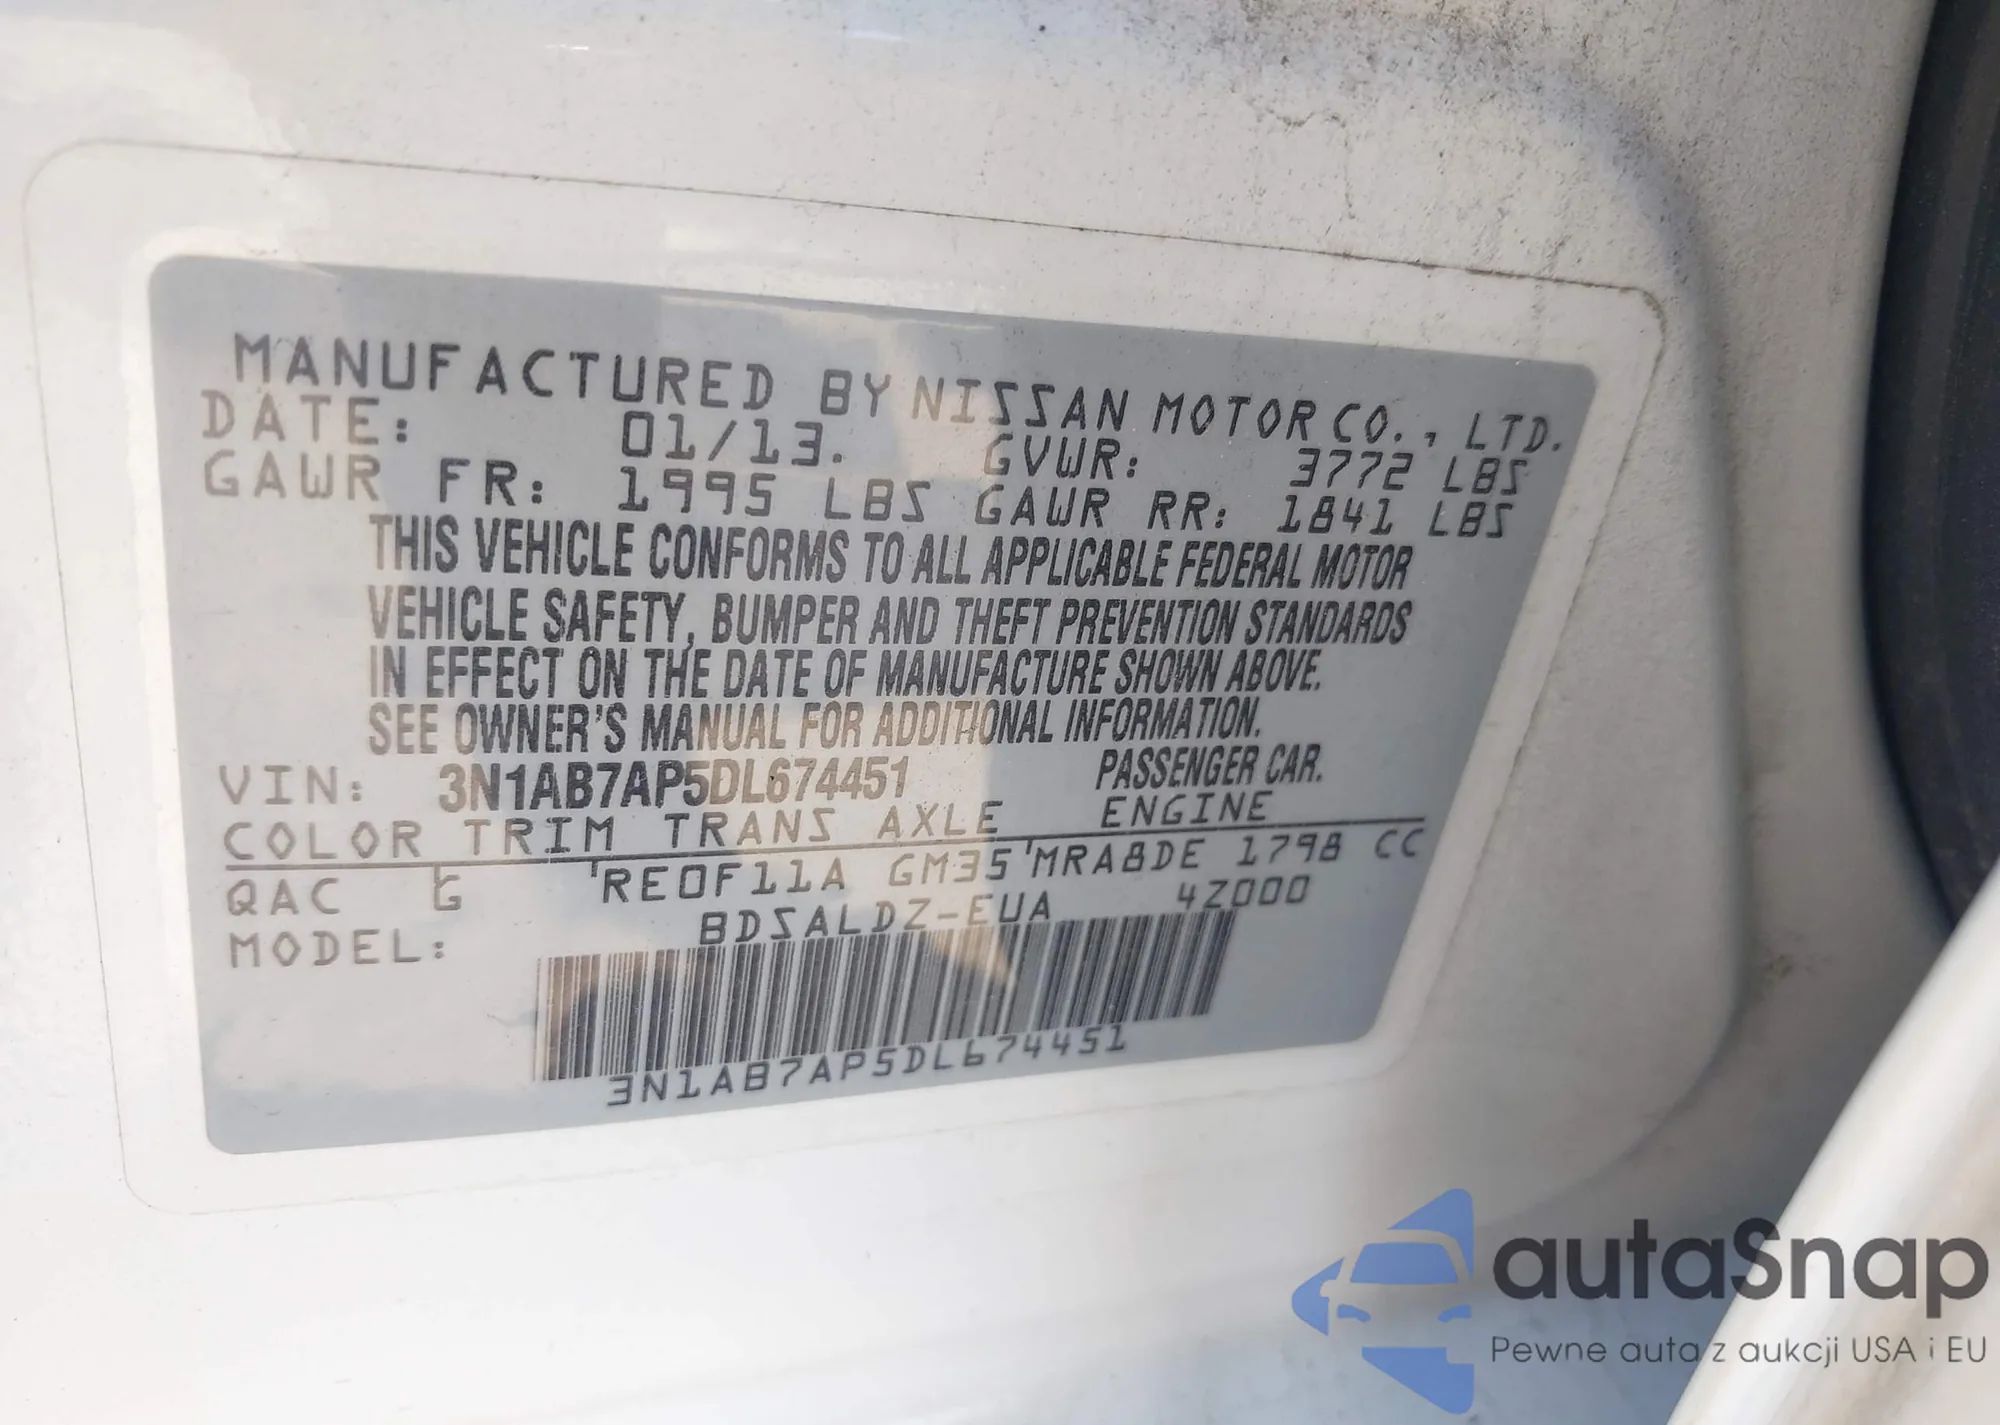 MANUFACTURED BY NISSAN MOTOR CO., LTD.
DATE: 01/13. GVWR: 3772 LBS
GAWR FR: 1995 LBS GAWR RR: 1841 LBS
THIS VEHICLE CONFORMS TO ALL APPLICABLE FEDERAL MOTOR
VEHICLE SAFETY, BUMPER AND THEFT PREVENTION STANDARDS
IN EFFECT ON THE DATE OF MANUFACTURE SHOWN ABOVE.
SEE OWNER'S MANUAL FOR ADDITIONAL INFORMATION.
VIN: 3N1AB7AP5DL674451 PASSENGER CAR.
COLOR TRIM TRANS AXLE ENGINE
QAC G RE0F11A GM35 MRA8DE 1798 CC
MODEL: BDSALDZ-EUA 4Z000
3N1AB7AP5DL674451
autaSnap
Pewne auta z aukcji USA i EU